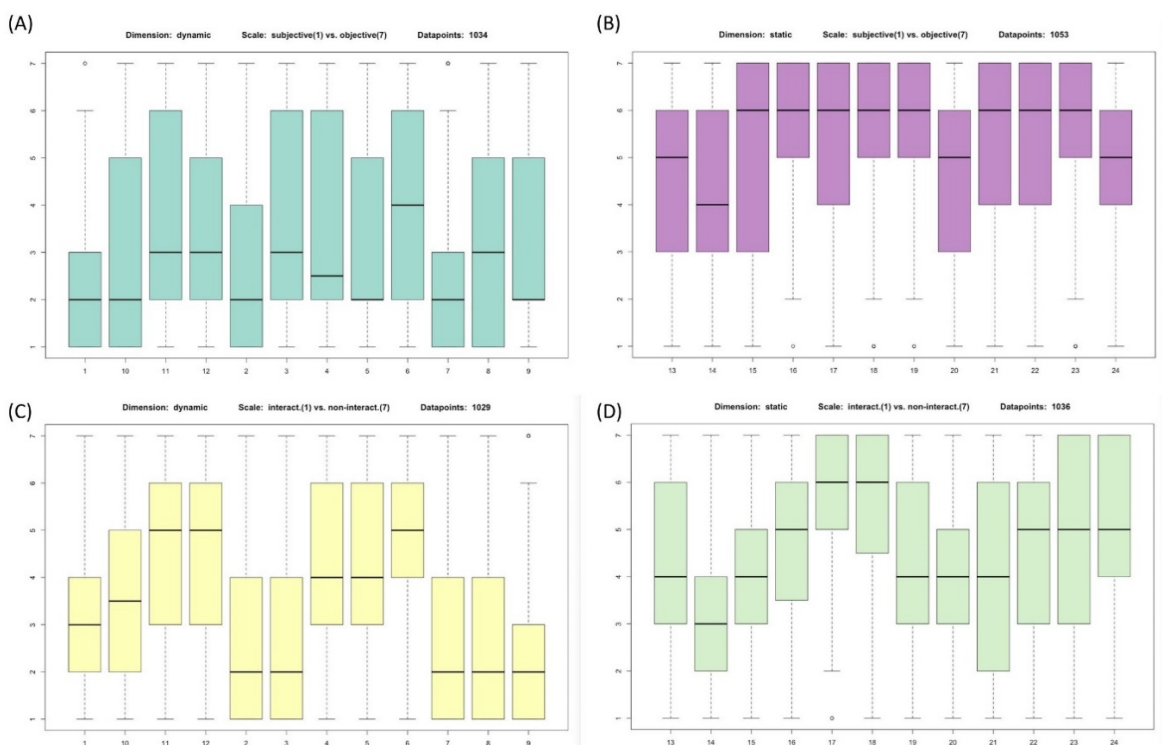 (A)
Dimension: dynamic Scale: subjective(1) vs. objective(7) Datapoints: 1034
7
6
5
4
3
2
1
1 10 11 12 2 3 4 5 6 7 8 9
(B)
Dimension: static Scale: subjective(1) vs. objective(7) Datapoints: 1053
7
6
5
4
3
2
1
13 14 15 16 17 18 19 20 21 22 23 24
(C)
Dimension: dynamic Scale: interact.(1) vs. non-interact.(7) Datapoints: 1029
7
6
5
4
3
2
1
1 10 11 12 2 3 4 5 6 7 8 9
(D)
Dimension: static Scale: interact.(1) vs. non-interact.(7) Datapoints: 1036
7
6
5
4
3
2
1
13 14 15 16 17 18 19 20 21 22 23 24